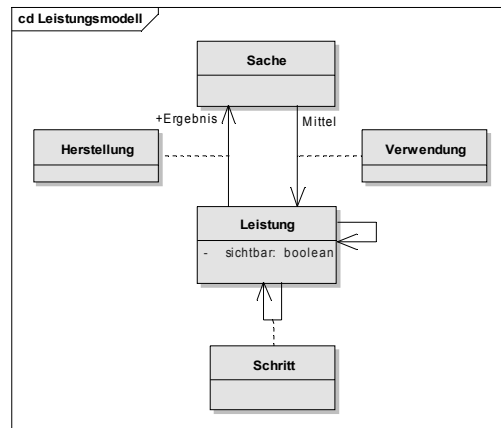 cd Leistungsmodell
Sache
+Ergebnis
Mittel
Herstellung
Verwendung
Leistung
- sichtbar: boolean
Schritt